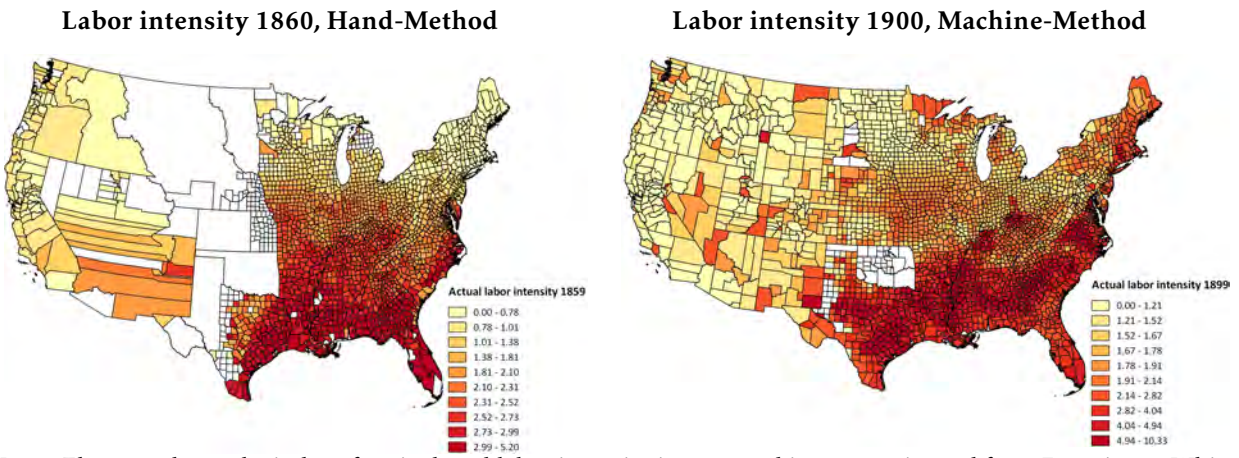 Labor intensity 1860, Hand-Method
Labor intensity 1900, Machine-Method
Actual labor intensity 1859
0.00 - 0.78
0.78 - 1.01
1.01 - 1.38
1.38 - 1.81
1.81 - 2.10
2.10 - 2.31
2.31 - 2.52
2.52 - 2.73
2.73 - 2.99
2.99 - 5.20
Actual labor intensity 1899
0.00 - 1.21
1.21 - 1.52
1.52 - 1.67
1.67 - 1.78
1.78 - 1.91
1.91 - 2.14
2.14 - 2.82
2.82 - 4.04
4.04 - 4.94
4.94 - 10.33